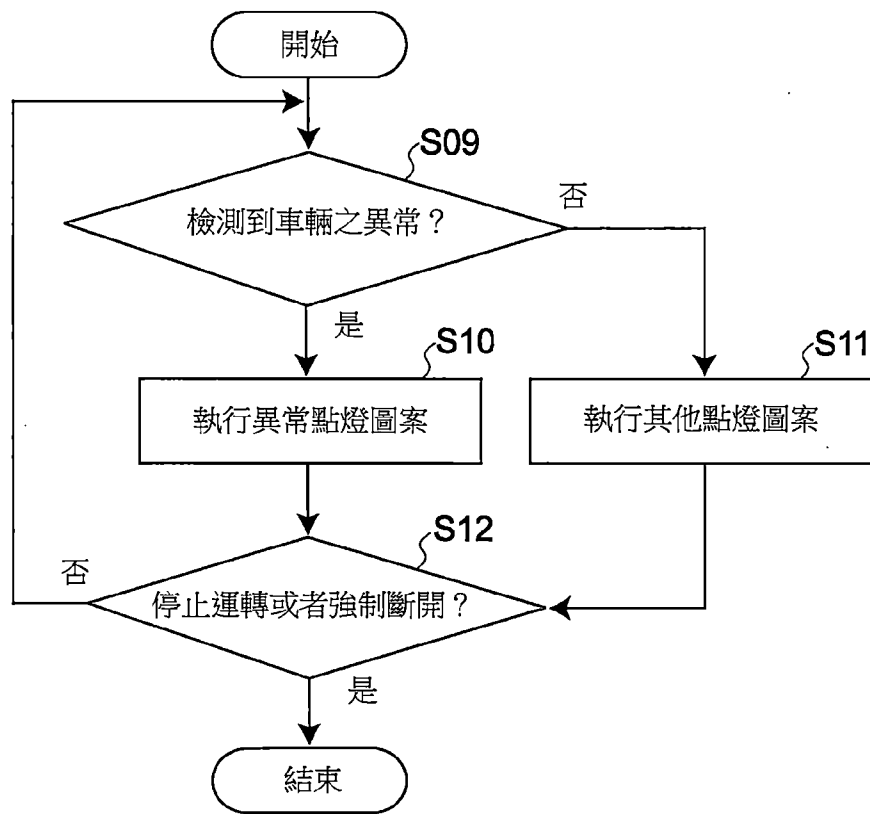 開始
S09
檢測到車輛之異常？
否
是
S10
執行異常點燈圖案
S11
執行其他點燈圖案
S12
停止運轉或者強制斷開？
否
是
結束